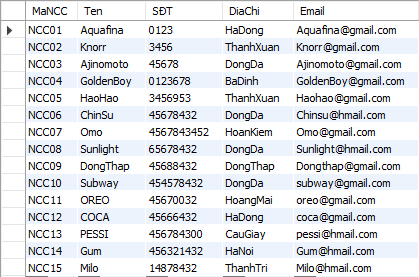 MaNCC Ten SĐT DiaChi Email
NCC01 Aquafina 0123 HaDong Aquafina@gmail.com
NCC02 Knorr 3456 ThanhXuan Knorr@gmail.com
NCC03 Ajinomoto 45678 DongDa Ajinomoto@gmail.com
NCC04 GoldenBoy 0123678 BaDinh GoldenBoy@gmail.com
NCC05 HaoHao 3456953 ThanhXuan Haohao@gmail.com
NCC06 ChinSu 45678432 DongDa Chinsu@hmail.com
NCC07 Omo 4567843452 HoanKiem Omo@gmail.com
NCC08 Sunlight 65678432 DongDa Sunlight@hmail.com
NCC09 DongThap 45688432 DongThap Dongthap@gmail.com
NCC10 Subway 454578432 DongDa subway@gmail.com
NCC11 OREO 45670032 HoangMai oreo@gmail.com
NCC12 COCA 45666432 HaDong coca@gmail.com
NCC13 PESSI 456784300 CauGiay pessi@hmail.com
NCC14 Gum 456321432 HaNoi Gum@hmail.com
NCC15 Milo 14878432 ThanhTri Milo@hmail.com